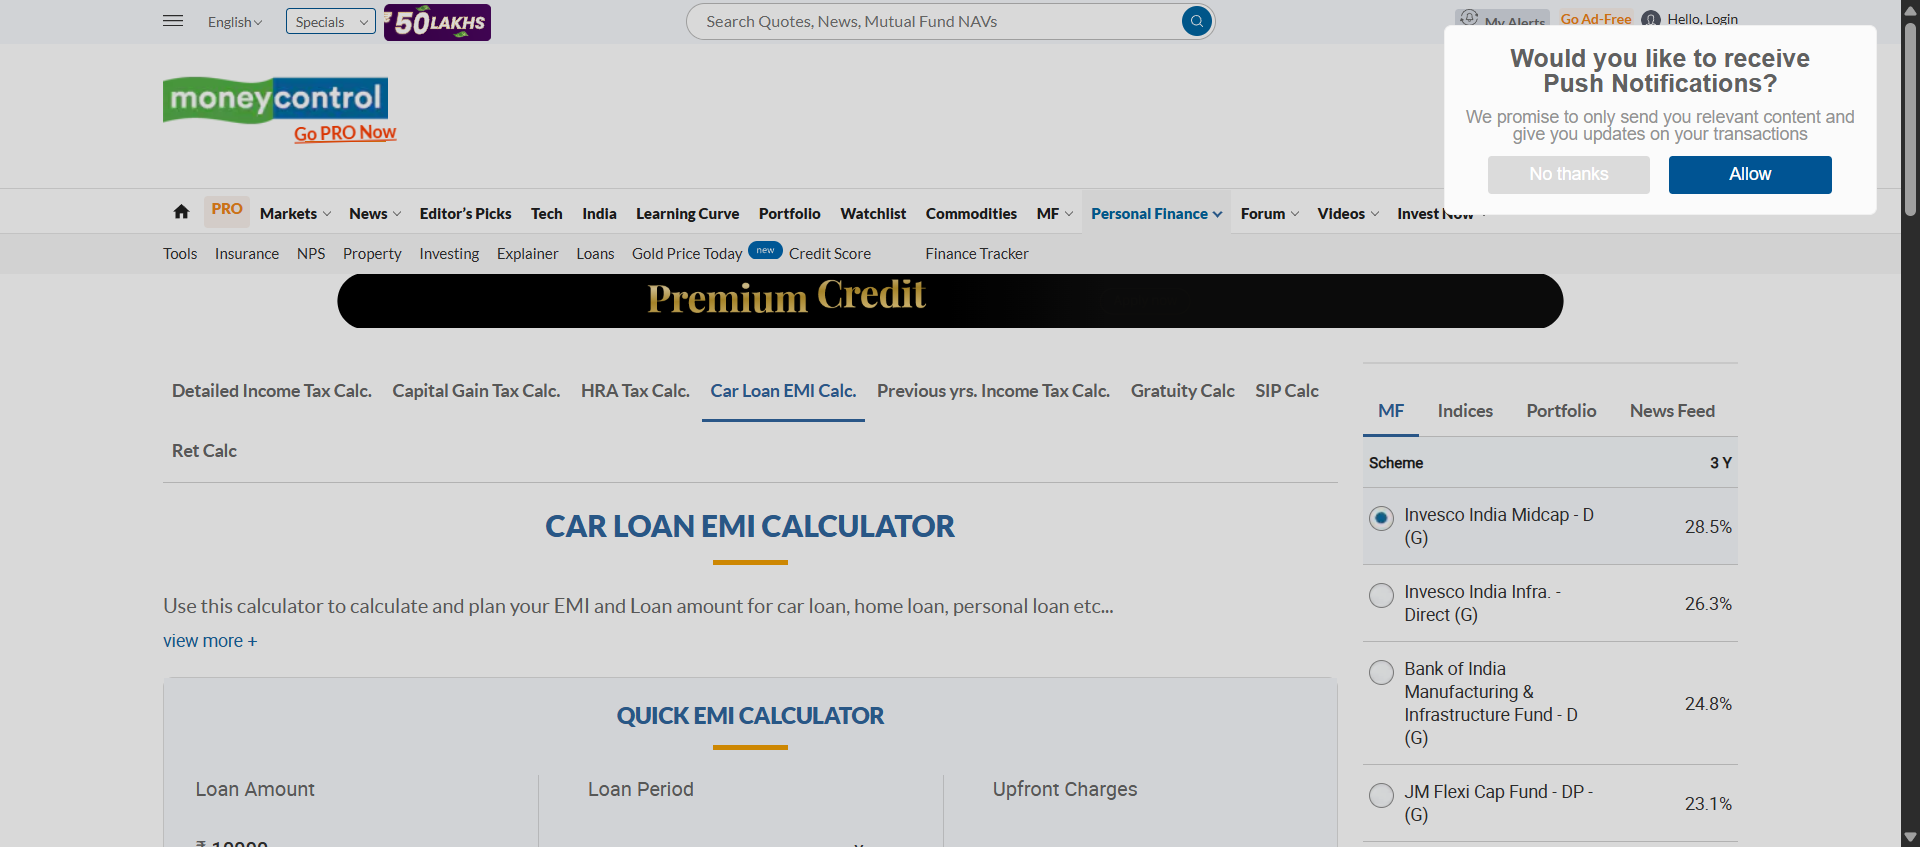 English
Specials
₹50 LAKHS
Search Quotes, News, Mutual Fund NAVs
My Alerts
Go Ad-Free
Hello, Login
Would you like to receive
Push Notifications?
We promise to only send you relevant content and
give you updates on your transactions
No thanks
Allow
moneycontrol
Go PRO Now
PRO
Markets
News
Editor's Picks
Tech
India
Learning Curve
Portfolio
Watchlist
Commodities
MF
Personal Finance
Forum
Videos
Invest Now
Tools
Insurance
NPS
Property
Investing
Explainer
Loans
Gold Price Today
new
Credit Score
Finance Tracker
Premium Credit
Detailed Income Tax Calc.
Capital Gain Tax Calc.
HRA Tax Calc.
Car Loan EMI Calc.
Previous yrs. Income Tax Calc.
Gratuity Calc
SIP Calc
Ret Calc
CAR LOAN EMI CALCULATOR
Use this calculator to calculate and plan your EMI and Loan amount for car loan, home loan, personal loan etc...
view more +
QUICK EMI CALCULATOR
Loan Amount
Loan Period
Upfront Charges
₹ 10000
MF
Indices
Portfolio
News Feed
Scheme 3 Y
Invesco India Midcap - D
(G)
28.5%
Invesco India Infra. -
Direct (G)
26.3%
Bank of India
Manufacturing &
Infrastructure Fund - D
(G)
24.8%
JM Flexi Cap Fund - DP -
(G)
23.1%